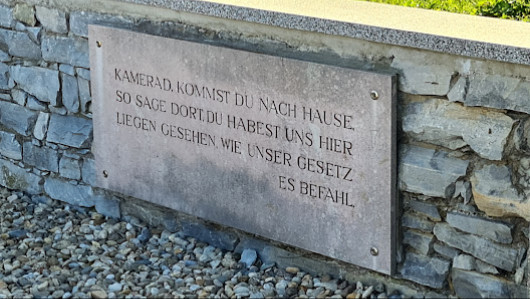 KAMERAD, KOMMST DU NACH HAUSE,
SO SAGE DORT, DU HABEST UNS HIER
LIEGEN GESEHEN, WIE UNSER GESETZ
ES BEFAHL.